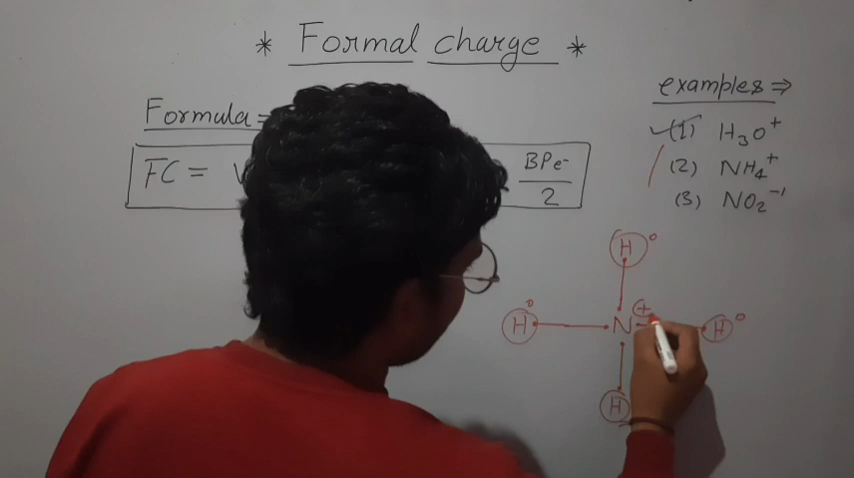 * Formal charge *
Formula =
FC = BPe-/2
examples ⇒
(1) H₃O⁺
(2) NH₄⁺
(3) NO₂⁻¹
H o
o o
H N + H
H